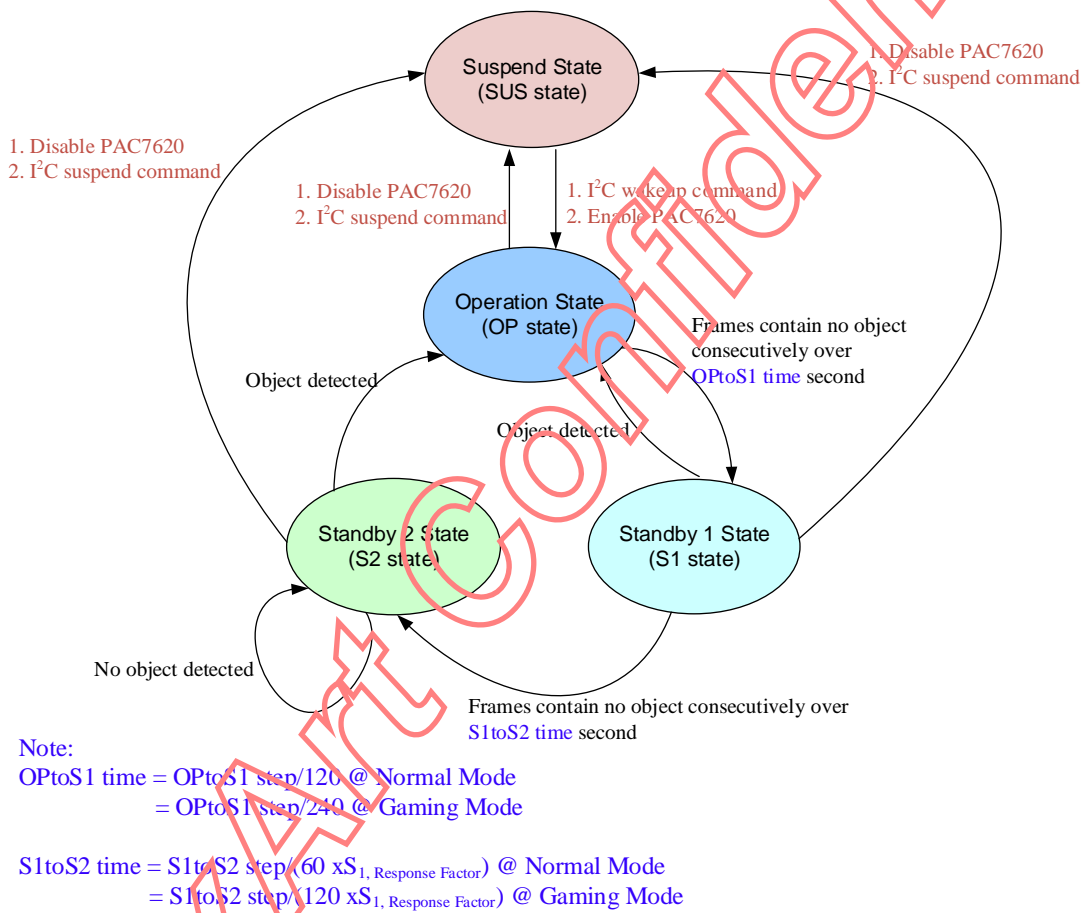 Suspend State
(SUS state)
1. Disable PAC7620
2. I²C suspend command
1. Disable PAC7620
2. I²C suspend command
1. Disable PAC7620
2. I²C suspend command
1. I²C wakeup command
2. Enable PAC7620
Operation State
(OP state)
Frames contain no object
consecutively over
OPtoS1 time second
Object detected
Object detected
Standby 2 State
(S2 state)
Standby 1 State
(S1 state)
No object detected
Frames contain no object consecutively over
S1toS2 time second
Note:
OPtoS1 time = OPtoS1 step/120 @ Normal Mode
= OPtoS1 step/240 @ Gaming Mode
S1toS2 time = S1toS2 step/(60 xS1, Response Factor) @ Normal Mode
= S1toS2 step/(120 xS1, Response Factor) @ Gaming Mode
Art Confiden